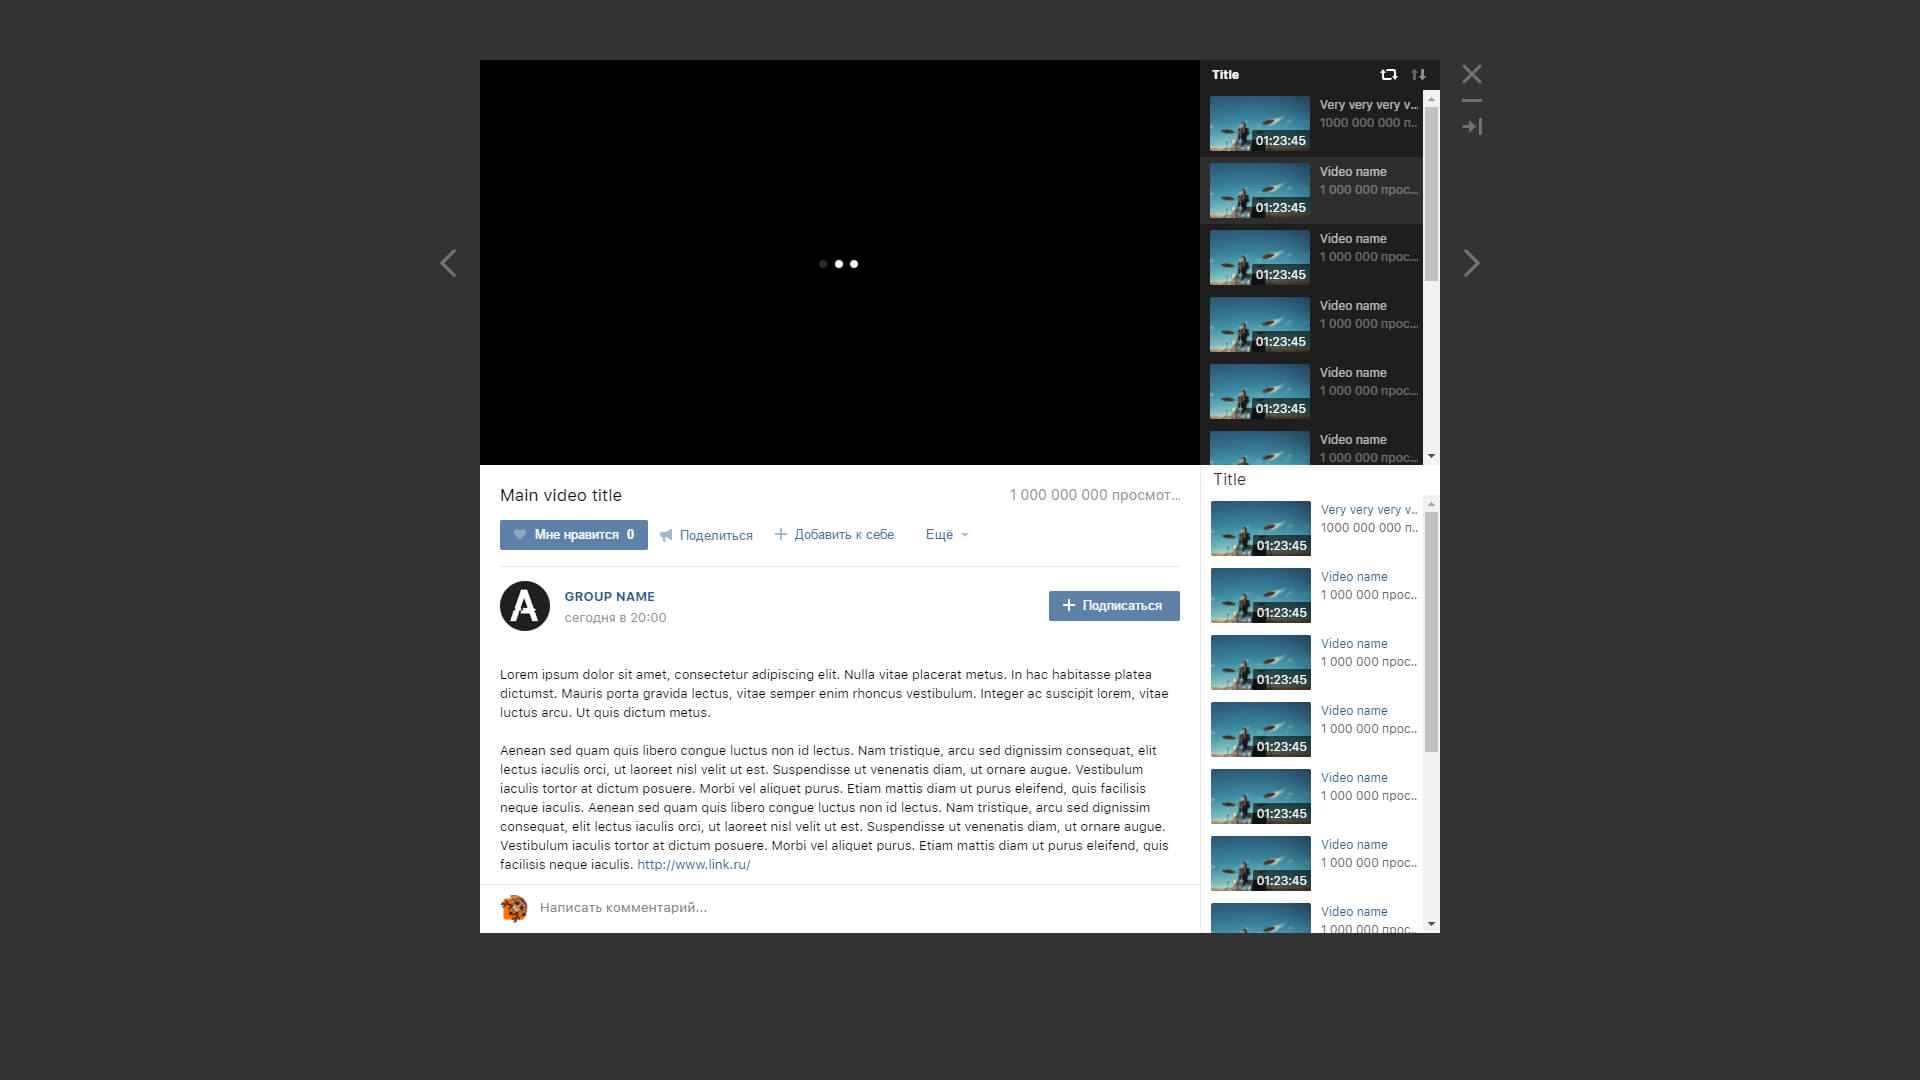 Title
Very very very v...
1000 000 000 п...
01:23:45
Video name
1 000 000 прос...
01:23:45
Video name
1 000 000 прос...
01:23:45
Video name
1 000 000 прос...
01:23:45
Video name
1 000 000 прос...
01:23:45
Video name
1 000 000 прос...
Main video title
1 000 000 000 просмот...
Мне нравится 0
Поделиться
Добавить к себе
Ещё
GROUP NAME
сегодня в 20:00
Подписаться
Lorem ipsum dolor sit amet, consectetur adipiscing elit. Nulla vitae placerat metus. In hac habitasse platea
dictumst. Mauris porta gravida lectus, vitae semper enim rhoncus vestibulum. Integer ac suscipit lorem, vitae
luctus arcu. Ut quis dictum metus.
Aenean sed quam quis libero congue luctus non id lectus. Nam tristique, arcu sed dignissim consequat, elit
lectus iaculis orci, ut laoreet nisl velit ut est. Suspendisse ut venenatis diam, ut ornare augue. Vestibulum
iaculis tortor at dictum posuere. Morbi vel aliquet purus. Etiam mattis diam ut purus eleifend, quis facilisis
neque iaculis. Aenean sed quam quis libero congue luctus non id lectus. Nam tristique, arcu sed dignissim
consequat, elit lectus iaculis orci, ut laoreet nisl velit ut est. Suspendisse ut venenatis diam, ut ornare augue.
Vestibulum iaculis tortor at dictum posuere. Morbi vel aliquet purus. Etiam mattis diam ut purus eleifend, quis
facilisis neque iaculis. http://www.link.ru/
Написать комментарий...
Title
Very very very v...
1000 000 000 п...
01:23:45
Video name
1 000 000 прос...
01:23:45
Video name
1 000 000 прос...
01:23:45
Video name
1 000 000 прос...
01:23:45
Video name
1 000 000 прос...
01:23:45
Video name
1 000 000 прос...
01:23:45
Video name
1 000 000 прос...